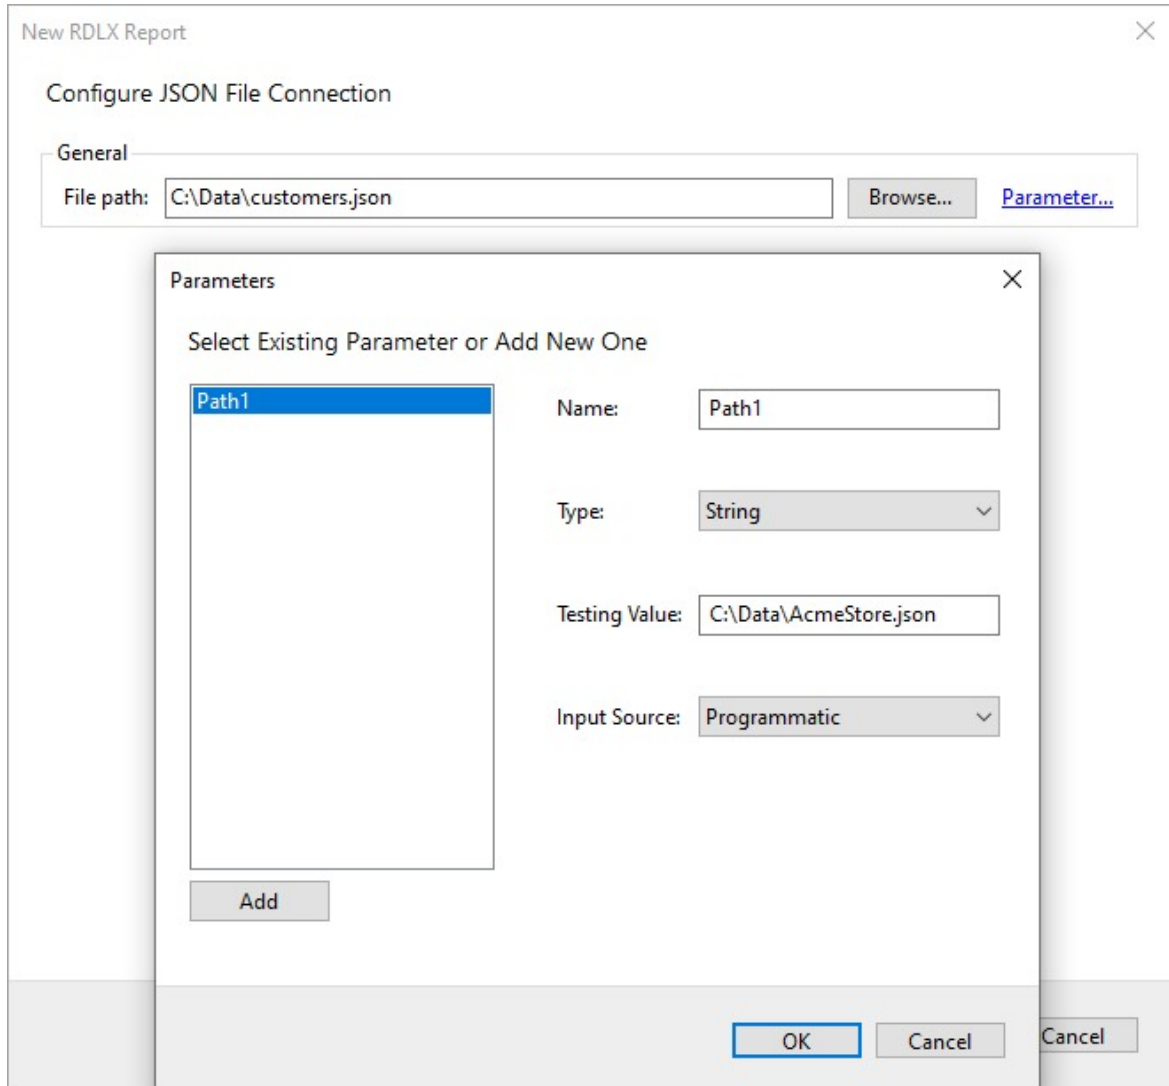 New RDLX Report
Configure JSON File Connection
General
File path: C:\Data\customers.json Browse... Parameter...
Parameters
Select Existing Parameter or Add New One
Path1
Name: Path1
Type: String
Testing Value: C:\Data\AcmeStore.json
Input Source: Programmatic
Add
OK Cancel
Cancel